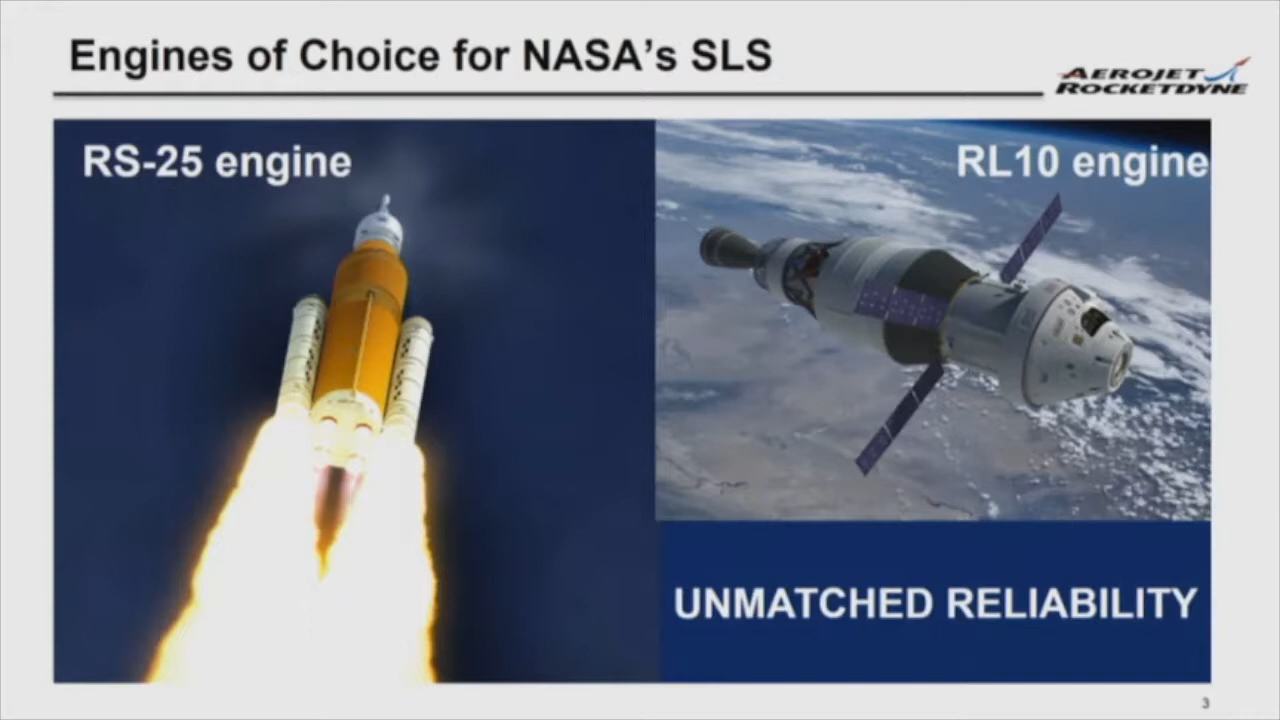 Engines of Choice for NASA's SLS
AEROJET
ROCKETDYNE
RS-25 engine
RL10 engine
UNMATCHED RELIABILITY
3